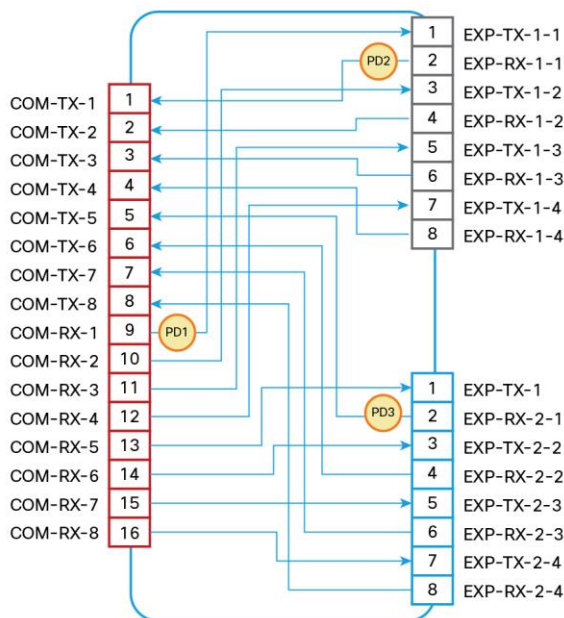 1 EXP-TX-1-1
PD2 2 EXP-RX-1-1
3 EXP-TX-1-2
4 EXP-RX-1-2
5 EXP-TX-1-3
6 EXP-RX-1-3
7 EXP-TX-1-4
8 EXP-RX-1-4
COM-TX-1 1
COM-TX-2 2
COM-TX-3 3
COM-TX-4 4
COM-TX-5 5
COM-TX-6 6
COM-TX-7 7
COM-TX-8 8
COM-RX-1 9 PD1
COM-RX-2 10
COM-RX-3 11
COM-RX-4 12
COM-RX-5 13
COM-RX-6 14
COM-RX-7 15
COM-RX-8 16
1 EXP-TX-1
PD3 2 EXP-RX-2-1
3 EXP-TX-2-2
4 EXP-RX-2-2
5 EXP-TX-2-3
6 EXP-RX-2-3
7 EXP-TX-2-4
8 EXP-RX-2-4